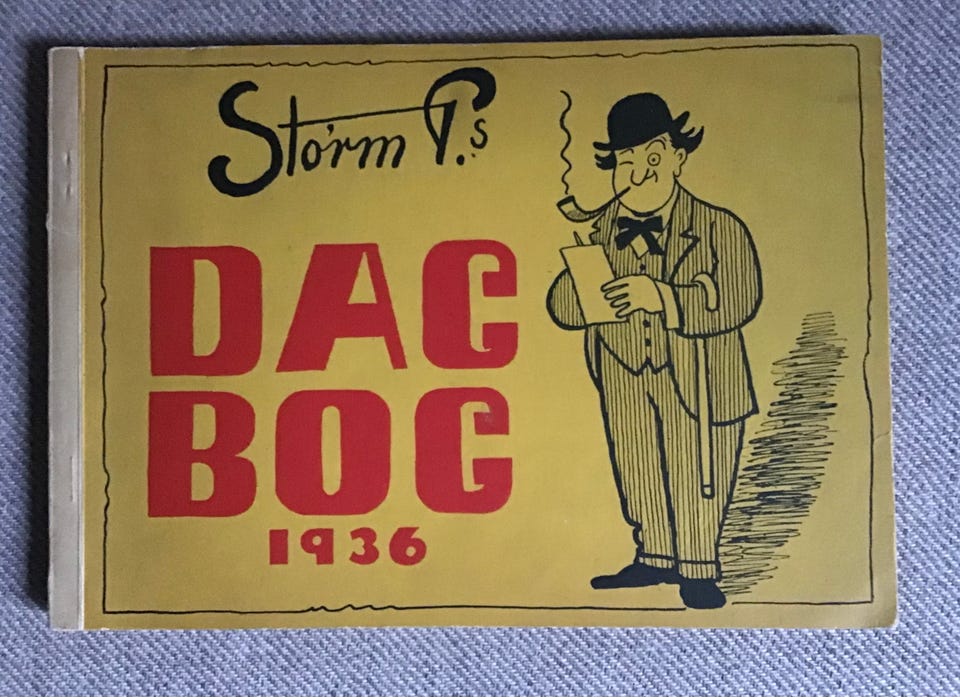 Storm P.s
DAG
BOG
1936